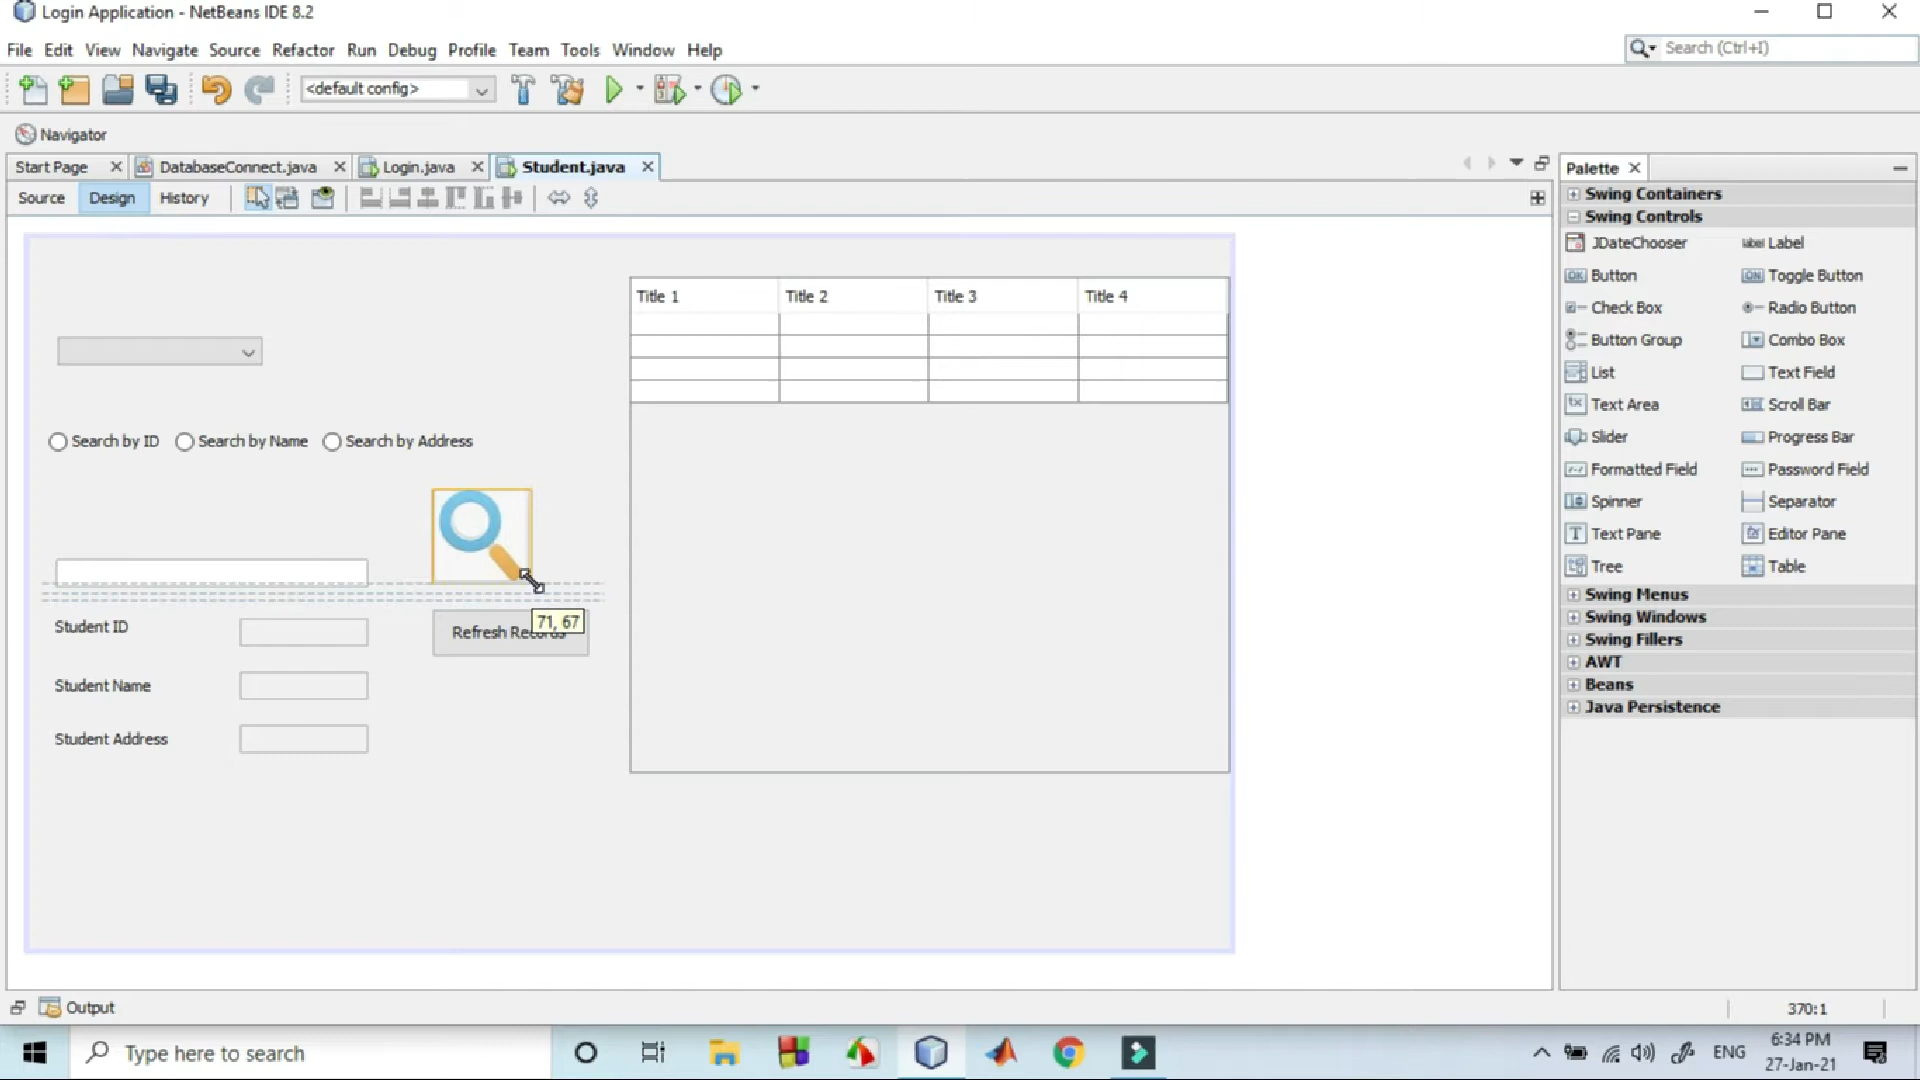 Login Application - NetBeans IDE 8.2
File Edit View Navigate Source Refactor Run Debug Profile Team Tools Window Help
Search (Ctrl+I)
<default config>
Navigator
Start Page DatabaseConnect.java Login.java Student.java
Source Design History
Palette
Swing Containers
Swing Controls
JDateChooser Label
Button Toggle Button
Check Box Radio Button
Button Group Combo Box
List Text Field
Text Area Scroll Bar
Slider Progress Bar
Formatted Field Password Field
Spinner Separator
Text Pane Editor Pane
Tree Table
Swing Menus
Swing Windows
Swing Fillers
AWT
Beans
Java Persistence
Title 1 Title 2 Title 3 Title 4
Search by ID Search by Name Search by Address
71, 67
Refresh Records
Student ID
Student Name
Student Address
Output
370:1
Type here to search
ENG
6:34 PM
27-Jan-21